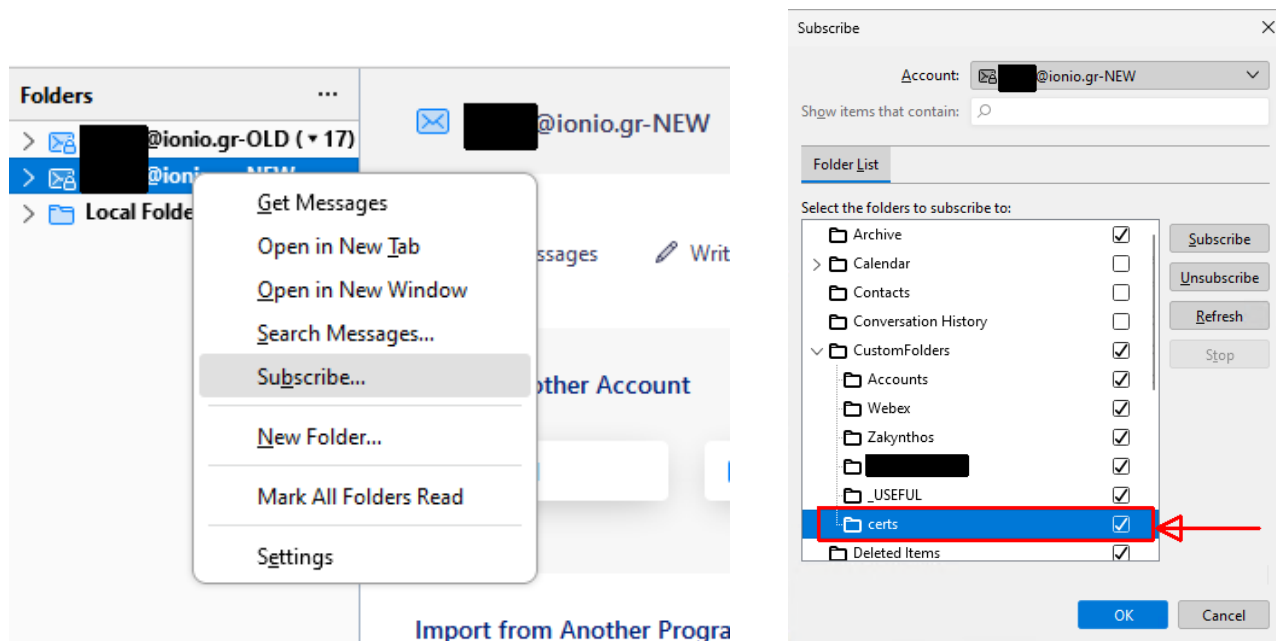 Folders ...
@ionio.gr-OLD (▾ 17)
@ioni
Local Folde
@ionio.gr-NEW
ssages Writ
other Account
Import from Another Progra
Get Messages
Open in New Tab
Open in New Window
Search Messages...
Subscribe...
New Folder...
Mark All Folders Read
Settings
Subscribe
Account: @ionio.gr-NEW
Show items that contain:
Folder List
Select the folders to subscribe to:
Archive
Calendar
Contacts
Conversation History
CustomFolders
Accounts
Webex
Zakynthos
_USEFUL
certs
Deleted Items
Subscribe
Unsubscribe
Refresh
Stop
OK Cancel